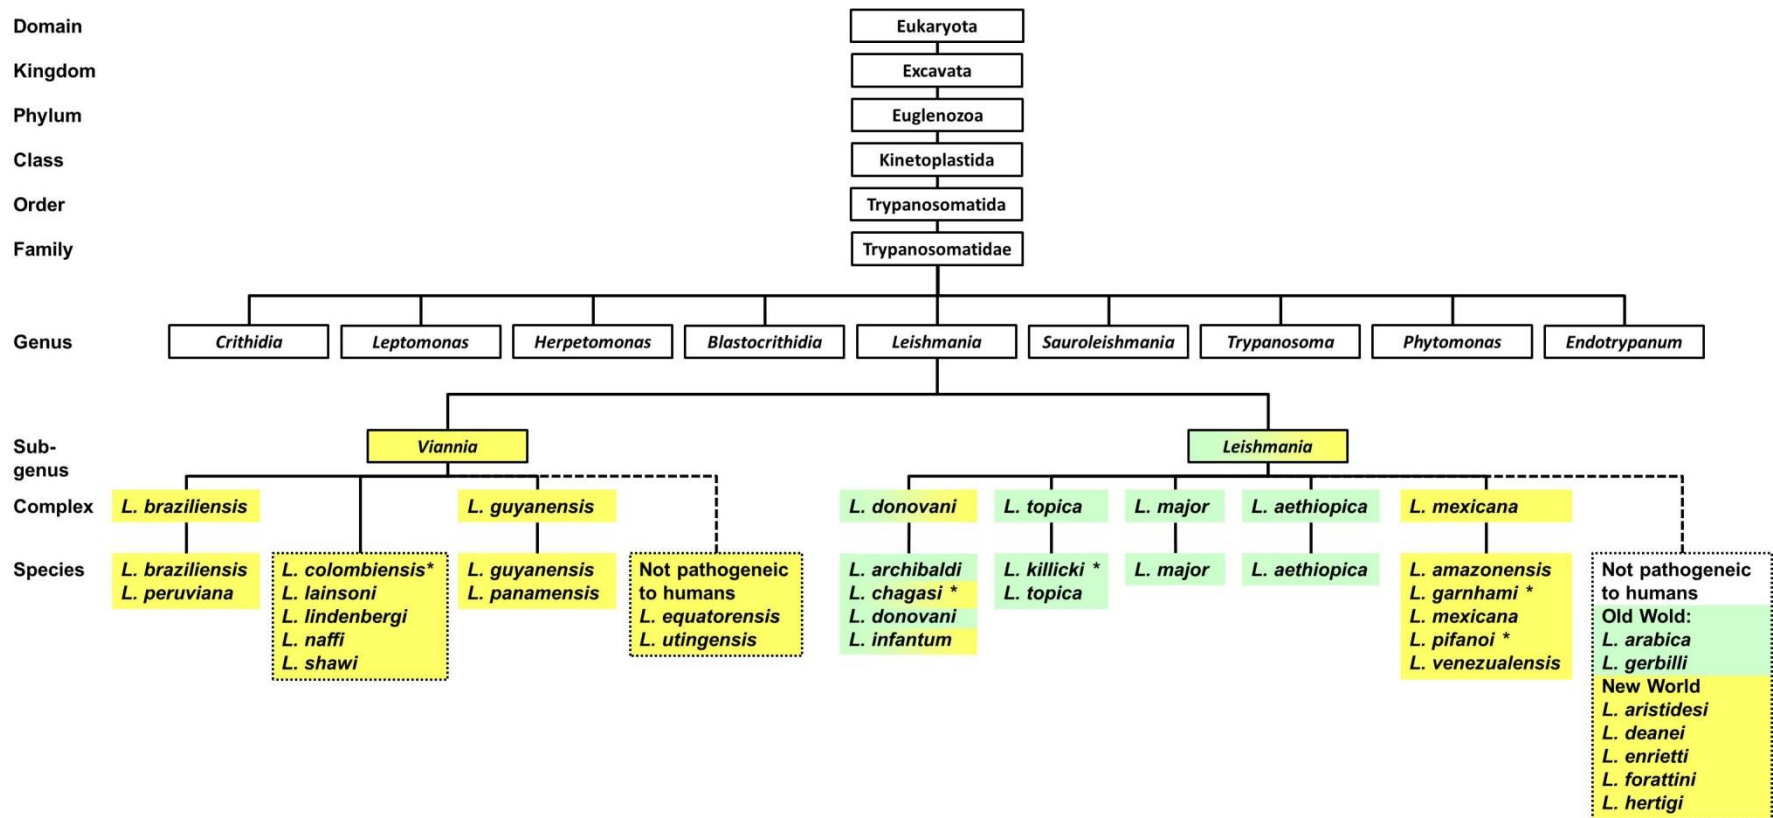 Domain
Eukaryota
Kingdom
Excavata
Phylum
Euglenozoa
Class
Kinetoplastida
Order
Trypanosomatida
Family
Trypanosomatidae
Genus
Crithidia
Leptomonas
Herpetomonas
Blastocrithidia
Leishmania
Sauroleishmania
Trypanosoma
Phytomonas
Endotrypanum
Sub-
genus
Viannia
Leishmania
Complex
L. braziliensis
L. guyanensis
L. donovani
L. topica
L. major
L. aethiopica
L. mexicana
Species
L. braziliensis
L. peruviana
L. colombiensis*
L. lainsoni
L. lindenbergi
L. naffi
L. shawi
L. guyanensis
L. panamensis
Not pathogeneic
to humans
L. equatorensis
L. utingensis
L. archibaldi
L. chagasi *
L. donovani
L. infantum
L. killicki *
L. topica
L. major
L. aethiopica
L. amazonensis
L. garnhami *
L. mexicana
L. pifanoi *
L. venezualensis
Not pathogeneic
to humans
Old Wold:
L. arabica
L. gerbilli
New World
L. aristidesi
L. deanei
L. enrietti
L. forattini
L. hertigi